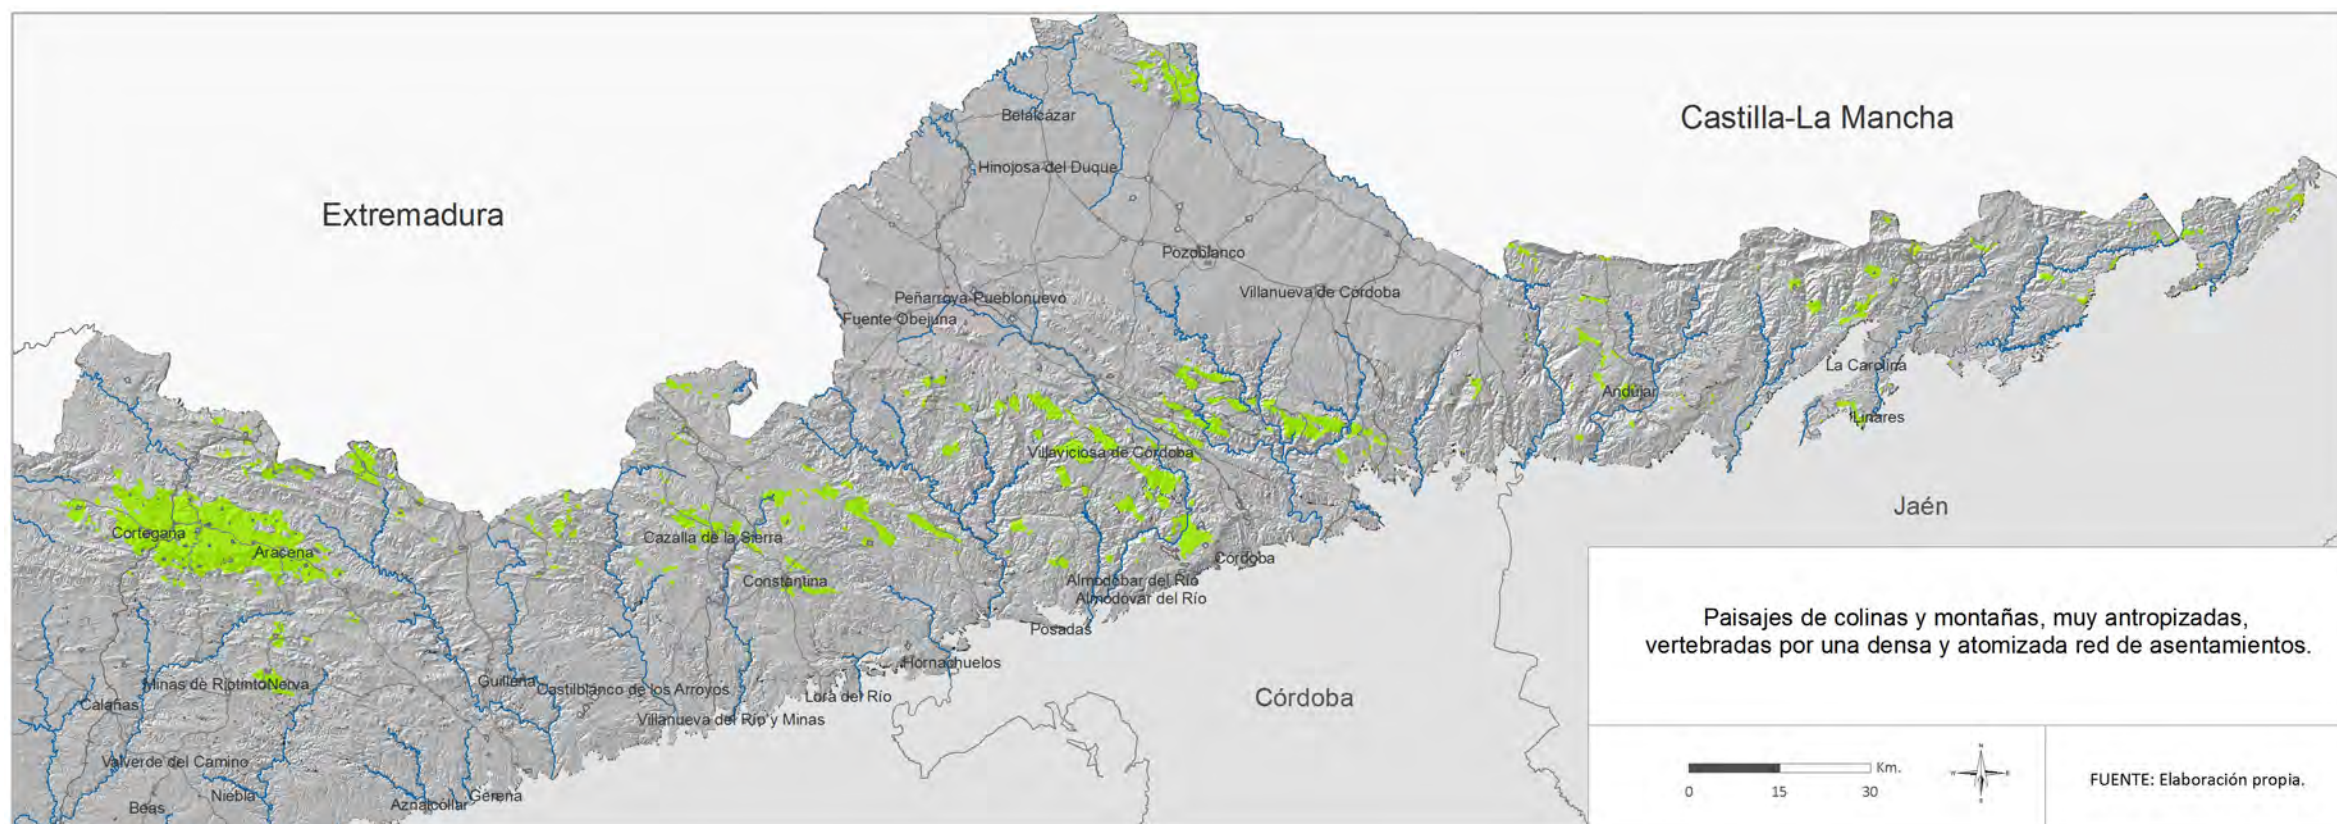 Castilla-La Mancha
Belalcázar
Hinojosa del Duque
Extremadura
Pozoblanco
Villanueva de Córdoba
Peñarroya-Pueblonuevo
Fuente Obejuna
La Carolina
Andújar
Linares
Villaviciosa de Córdoba
Jaén
Cortegana
Aracena
Cazalla de la Sierra
Córdoba
Constantina
Almodóbar del Río
Almodóvar del Río
Posadas
Hornachuelos
Minas de Riotinto
Nerva
Guillena
Castilblanco de los Arroyos
Lora del Río
Calañas
Villanueva del Río y Minas
Córdoba
Valverde del Camino
Niebla
Beas
Aznalcóllar
Gerena
Paisajes de colinas y montañas, muy antropizadas,
vertebradas por una densa y atomizada red de asentamientos.
Km.
0 15 30
N
W E
S
FUENTE: Elaboración propia.